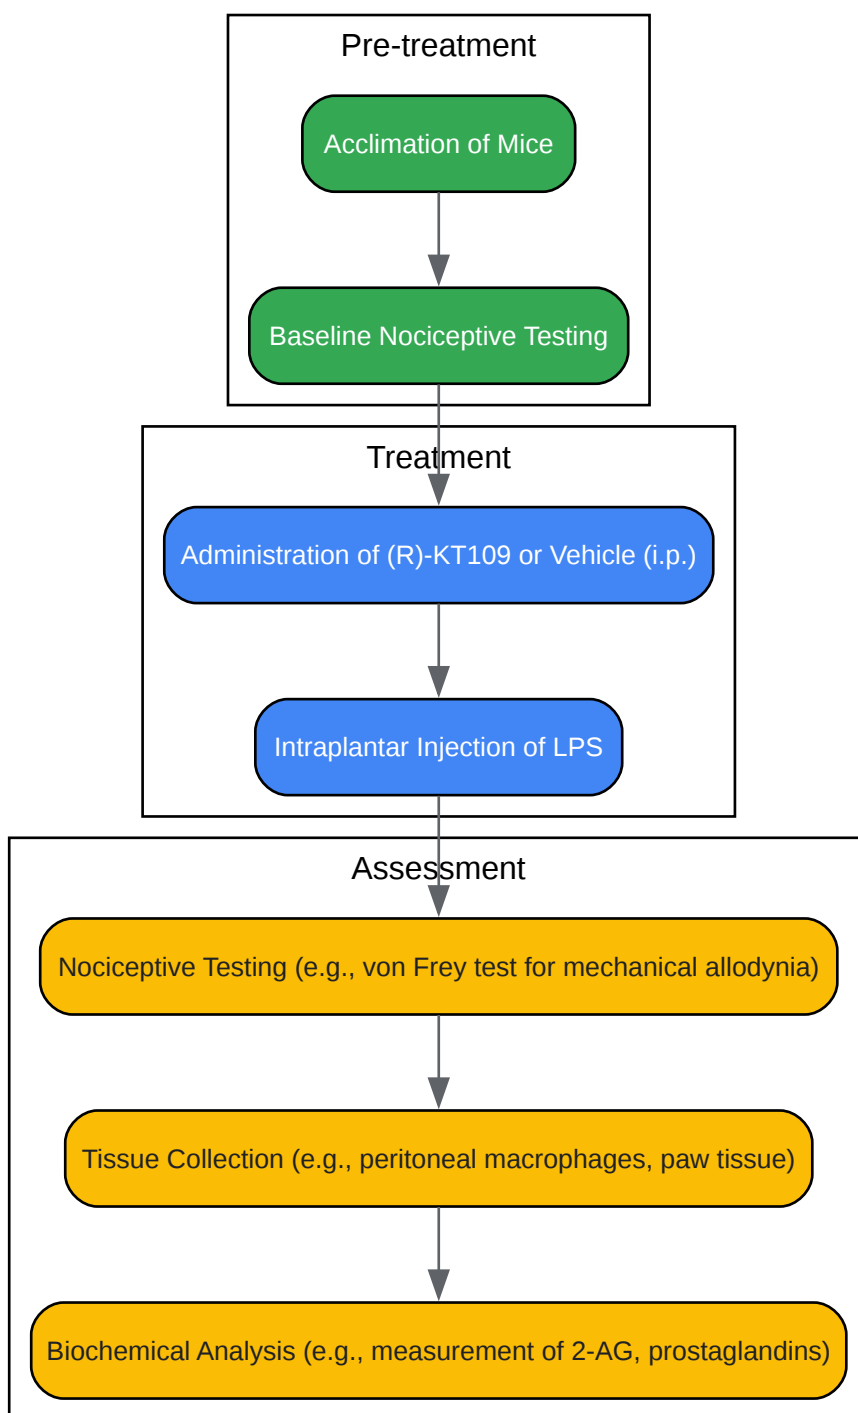 Pre-treatment
Acclimation of Mice
Baseline Nociceptive Testing
Treatment
Administration of (R)-KT109 or Vehicle (i.p.)
Intraplantar Injection of LPS
Assessment
Nociceptive Testing (e.g., von Frey test for mechanical allodynia)
Tissue Collection (e.g., peritoneal macrophages, paw tissue)
Biochemical Analysis (e.g., measurement of 2-AG, prostaglandins)